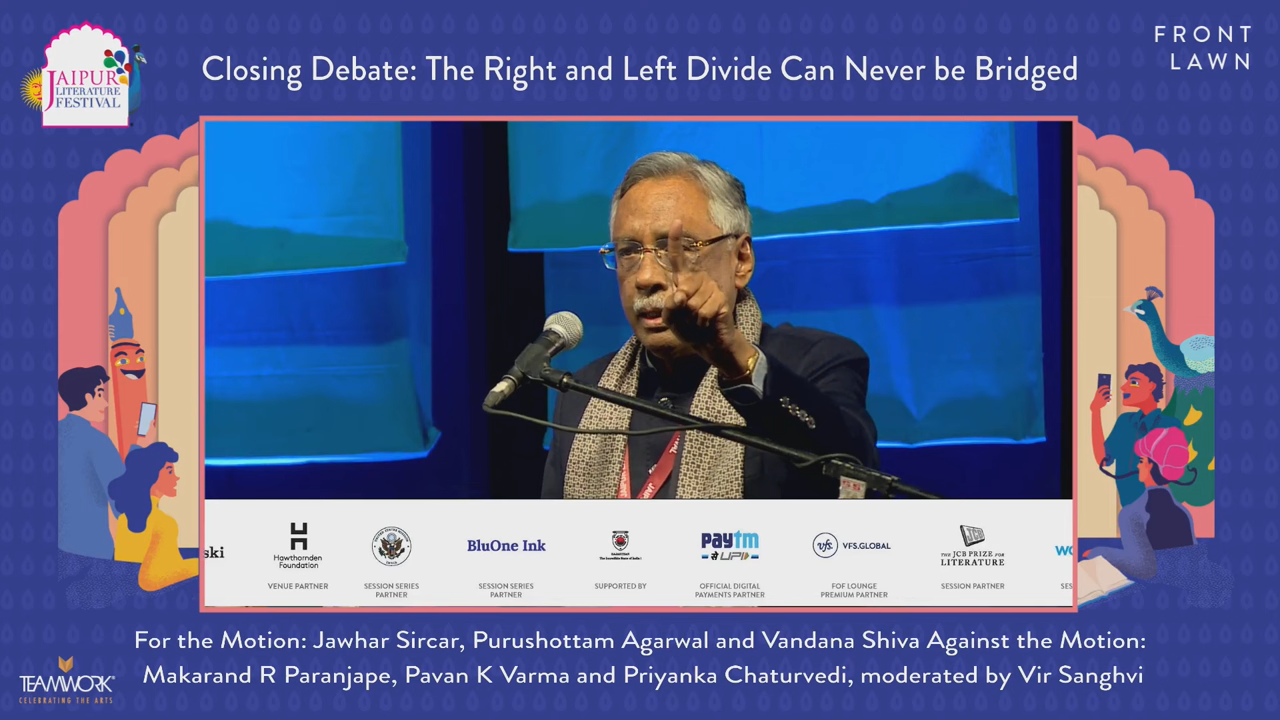 JAIPUR
LITERATURE
FESTIVAL
Closing Debate: The Right and Left Divide Can Never be Bridged
FRONT
LAWN
ski
Hawthornden
Foundation
VENUE PARTNER
SESSION SERIES
PARTNER
BluOne Ink
SESSION SERIES
PARTNER
SUPPORTED BY
paytm
से UPI
OFFICIAL DIGITAL
PAYMENTS PARTNER
vfs. VFS.GLOBAL
FOF LOUNGE
PREMIUM PARTNER
JCB
THE JCB PRIZE FOR
LITERATURE
SESSION PARTNER
For the Motion: Jawhar Sircar, Purushottam Agarwal and Vandana Shiva Against the Motion:
Makarand R Paranjape, Pavan K Varma and Priyanka Chaturvedi, moderated by Vir Sanghvi
TEAMWORK
CELEBRATING THE ARTS